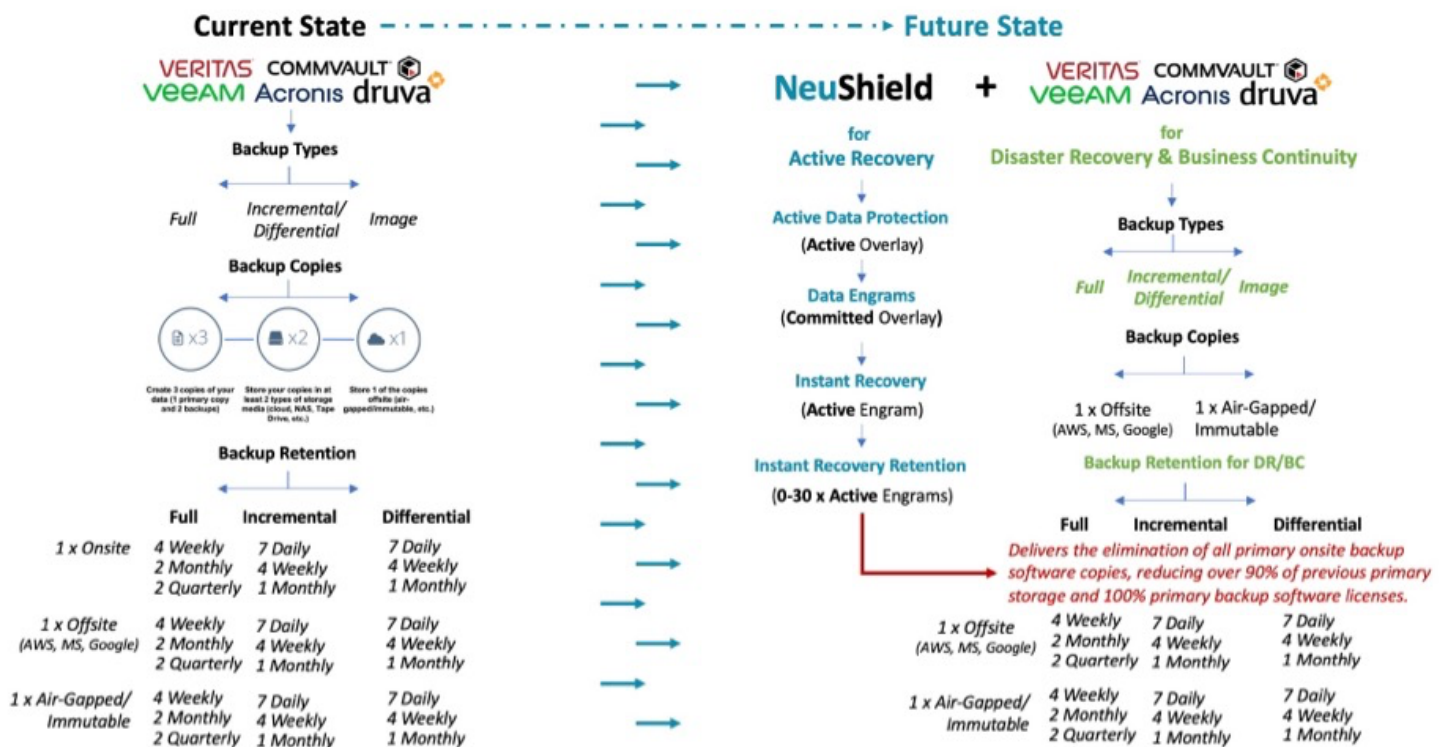 Current State
Future State
VERITAS COMMVAULT
veeAM Acronis druva
Backup Types
Full
Incremental/
Differential
Image
Backup Copies
x3
x2
x1
Create 3 copies of your
data (1 primary copy
and 2 backups)
Store your copies in at
least 2 types of storage
media (cloud, NAS, Tape
Drive, etc.)
Store 1 of the copies
offsite (air-
gapped/immutable, etc.)
Backup Retention
Full Incremental Differential
1 x Onsite
4 Weekly 7 Daily 7 Daily
2 Monthly 4 Weekly 4 Weekly
2 Quarterly 1 Monthly 1 Monthly
1 x Offsite
(AWS, MS, Google)
4 Weekly 7 Daily 7 Daily
2 Monthly 4 Weekly 4 Weekly
2 Quarterly 1 Monthly 1 Monthly
1 x Air-Gapped/
Immutable
4 Weekly 7 Daily 7 Daily
2 Monthly 4 Weekly 4 Weekly
2 Quarterly 1 Monthly 1 Monthly
NeuShield
+
for
Active Recovery
Active Data Protection
(Active Overlay)
Data Engrams
(Committed Overlay)
Instant Recovery
(Active Engram)
Instant Recovery Retention
(0-30 x Active Engrams)
VERITAS COMMVAULT
veeAM Acronis druva
for
Disaster Recovery & Business Continuity
Backup Types
Full
Incremental/
Differential
Image
Backup Copies
1 x Offsite
(AWS, MS, Google)
1 x Air-Gapped/
Immutable
Backup Retention for DR/BC
Full Incremental Differential
Delivers the elimination of all primary onsite backup
software copies, reducing over 90% of previous primary
storage and 100% primary backup software licenses.
1 x Offsite
(AWS, MS, Google)
4 Weekly 7 Daily 7 Daily
2 Monthly 4 Weekly 4 Weekly
2 Quarterly 1 Monthly 1 Monthly
1 x Air-Gapped/
Immutable
4 Weekly 7 Daily 7 Daily
2 Monthly 4 Weekly 4 Weekly
2 Quarterly 1 Monthly 1 Monthly